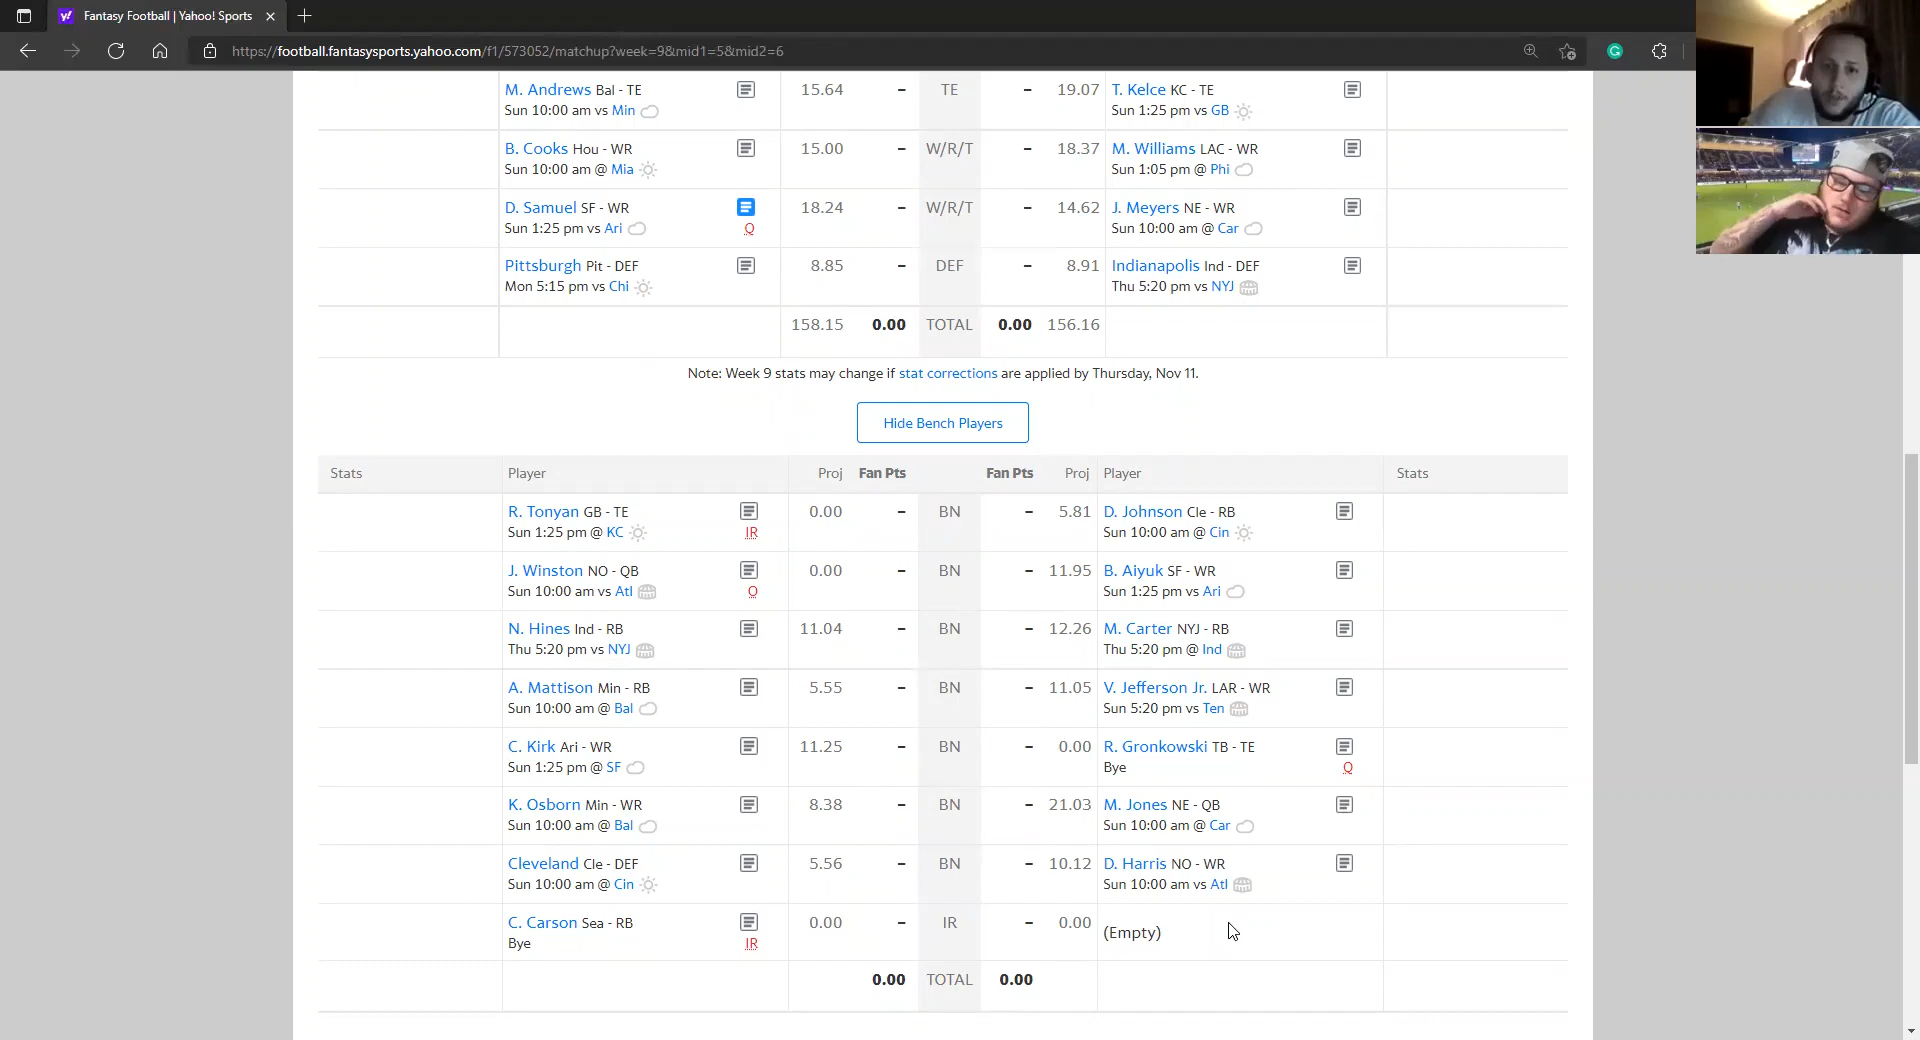 Fantasy Football | Yahoo! Sports
https://football.fantasysports.yahoo.com/f1/573052/matchup?week=9&mid1=5&mid2=6
M. Andrews Bal - TE 15.64 – TE – 19.07 T. Kelce KC - TE
Sun 10:00 am vs Min Sun 1:25 pm vs GB
B. Cooks Hou - WR 15.00 – W/R/T – 18.37 M. Williams LAC - WR
Sun 10:00 am @ Mia Sun 1:05 pm @ Phi
D. Samuel SF - WR 18.24 – W/R/T – 14.62 J. Meyers NE - WR
Sun 1:25 pm vs Ari Q Sun 10:00 am @ Car
Pittsburgh Pit - DEF 8.85 – DEF – 8.91 Indianapolis Ind - DEF
Mon 5:15 pm vs Chi Thu 5:20 pm vs NYJ
158.15 0.00 TOTAL 0.00 156.16
Note: Week 9 stats may change if stat corrections are applied by Thursday, Nov 11.
Hide Bench Players
Stats Player Proj Fan Pts Fan Pts Proj Player Stats
R. Tonyan GB - TE 0.00 – BN – 5.81 D. Johnson Cle - RB
Sun 1:25 pm @ KC IR Sun 10:00 am @ Cin
J. Winston NO - QB 0.00 – BN – 11.95 B. Aiyuk SF - WR
Sun 10:00 am vs Atl O Sun 1:25 pm vs Ari
N. Hines Ind - RB 11.04 – BN – 12.26 M. Carter NYJ - RB
Thu 5:20 pm vs NYJ Thu 5:20 pm @ Ind
A. Mattison Min - RB 5.55 – BN – 11.05 V. Jefferson Jr. LAR - WR
Sun 10:00 am @ Bal Sun 5:20 pm vs Ten
C. Kirk Ari - WR 11.25 – BN – 0.00 R. Gronkowski TB - TE
Sun 1:25 pm @ SF Bye Q
K. Osborn Min - WR 8.38 – BN – 21.03 M. Jones NE - QB
Sun 10:00 am @ Bal Sun 10:00 am @ Car
Cleveland Cle - DEF 5.56 – BN – 10.12 D. Harris NO - WR
Sun 10:00 am @ Cin Sun 10:00 am vs Atl
C. Carson Sea - RB 0.00 – IR – 0.00 (Empty)
Bye IR
0.00 TOTAL 0.00